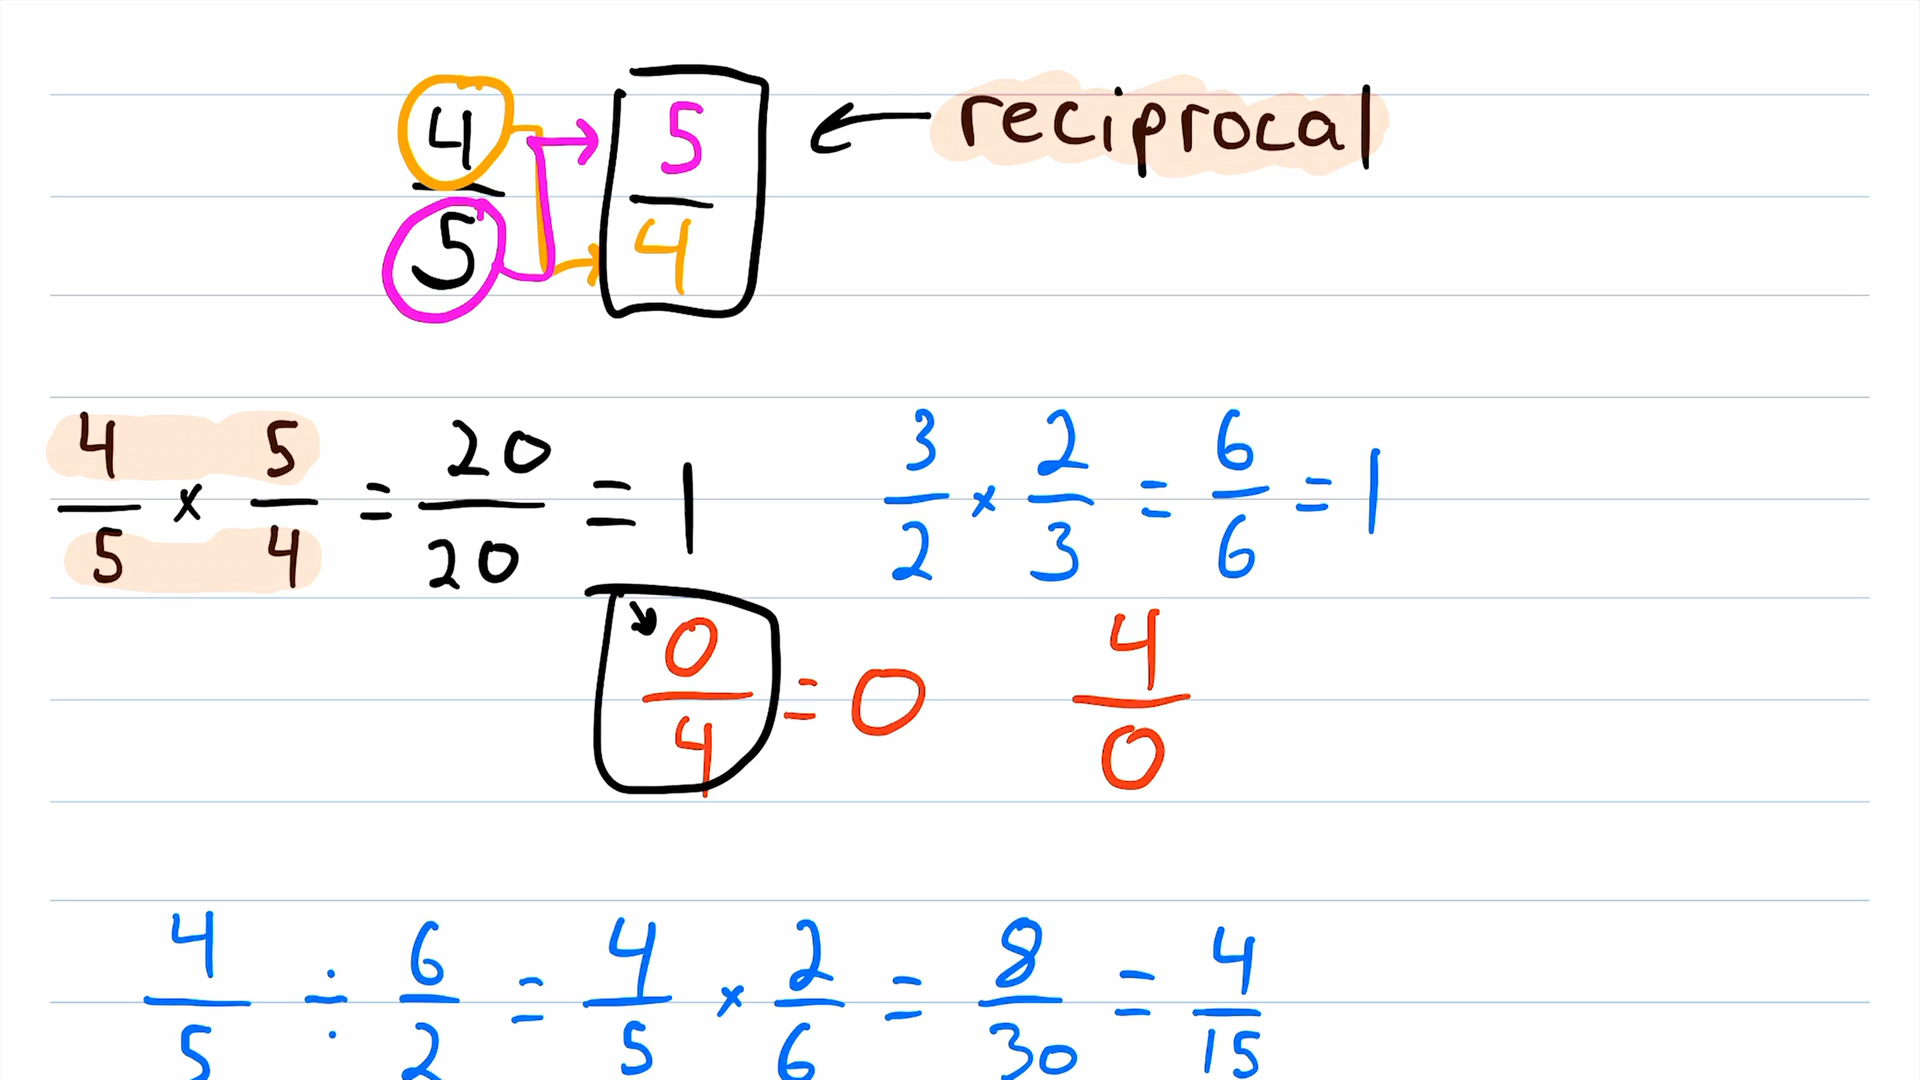 4/5 5/4 ← reciprocal
4/5 × 5/4 = 20/20 = 1
3/2 × 2/3 = 6/6 = 1
0/4 = 0
4/0
4/5 ÷ 6/2 = 4/5 × 2/6 = 8/30 = 4/15